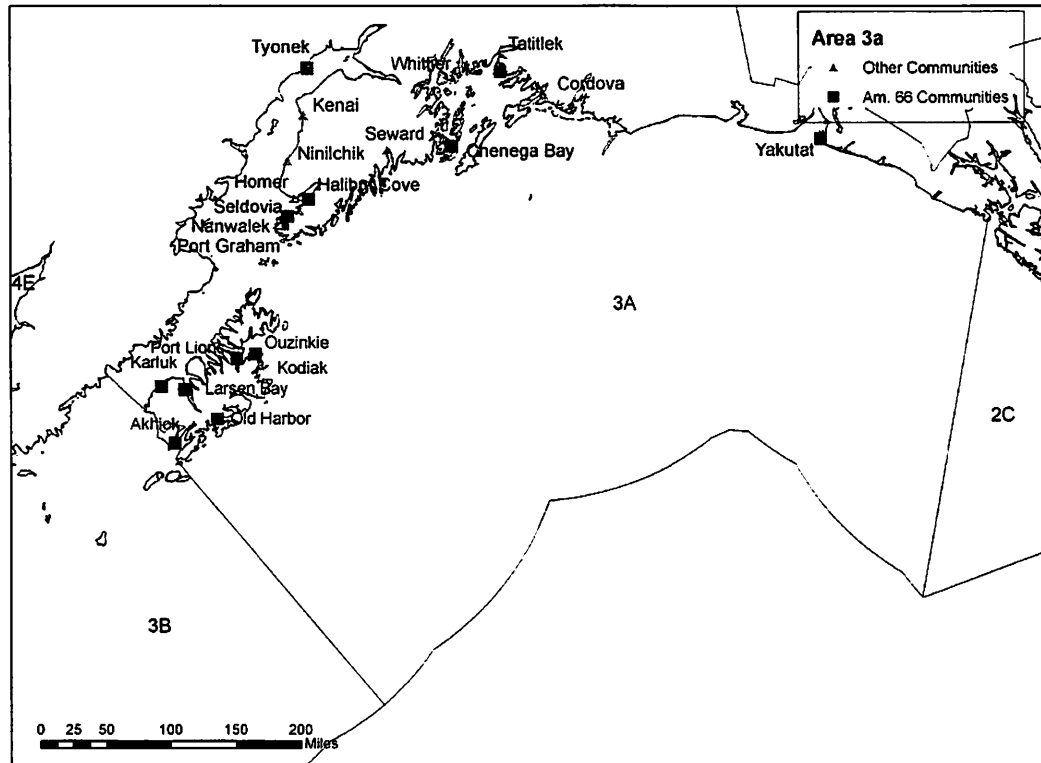 Tyonek
Tatitlek
Whittier
Cordova
Kenai
Seward
Chenega Bay
Ninilchik
Homer
Halibut Cove
Seldovia
Nanwalek
Port Graham
Yakutat
Area 3a
Other Communities
Am. 66 Communities
4E
3A
Port Lions
Ouzinkie
Karluk
Kodiak
Larsen Bay
Akhiok
Old Harbor
2C
3B
0 25 50 100 150 200
Miles